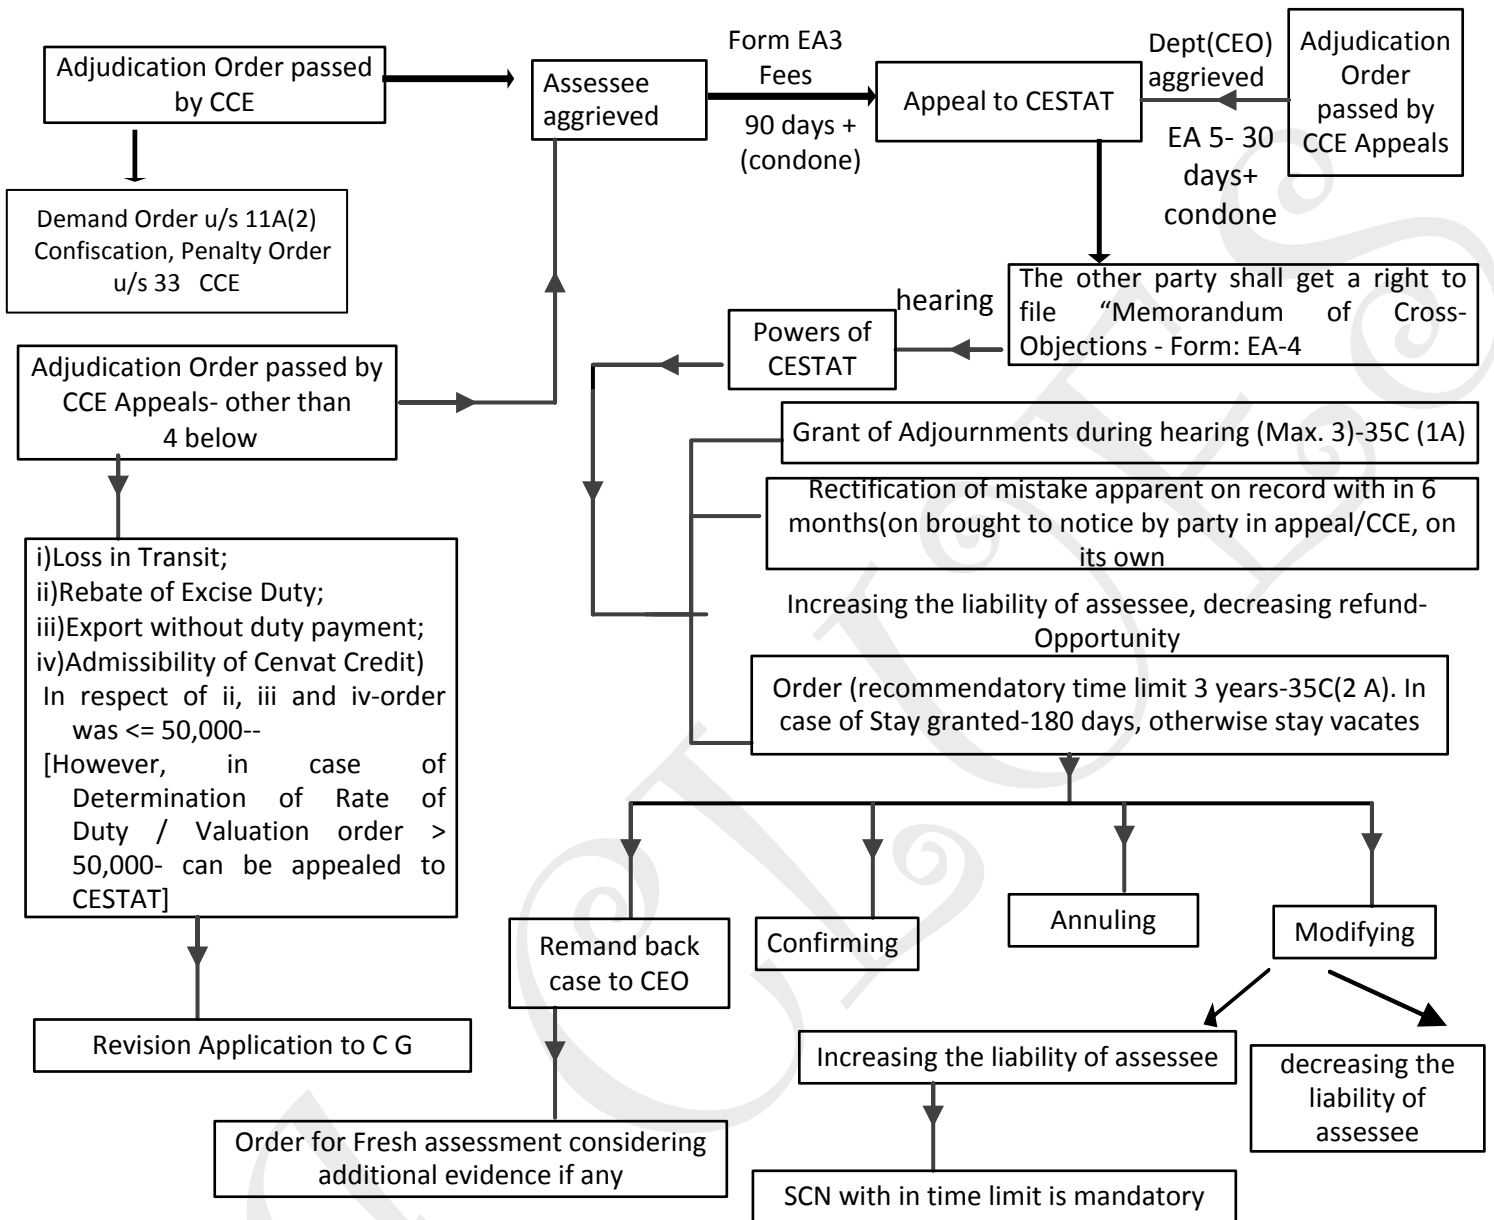 Adjudication Order passed
by CCE
Assessee
aggrieved
Form EA3
Fees
90 days +
(condone)
Appeal to CESTAT
Dept(CEO)
aggrieved
EA 5- 30
days+
condone
Adjudication
Order
passed by
CCE Appeals
Demand Order u/s 11A(2)
Confiscation, Penalty Order
u/s 33 CCE
The other party shall get a right to
file “Memorandum of Cross-
Objections - Form: EA-4
hearing
Powers of
CESTAT
Adjudication Order passed by
CCE Appeals- other than
4 below
Grant of Adjournments during hearing (Max. 3)-35C (1A)
Rectification of mistake apparent on record with in 6
months(on brought to notice by party in appeal/CCE, on
its own
Increasing the liability of assessee, decreasing refund-
Opportunity
Order (recommendatory time limit 3 years-35C(2 A). In
case of Stay granted-180 days, otherwise stay vacates
i)Loss in Transit;
ii)Rebate of Excise Duty;
iii)Export without duty payment;
iv)Admissibility of Cenvat Credit)
In respect of ii, iii and iv-order
was <= 50,000--
[However, in case of
Determination of Rate of
Duty / Valuation order >
50,000- can be appealed to
CESTAT]
Revision Application to C G
Remand back
case to CEO
Confirming
Annuling
Modifying
Order for Fresh assessment considering
additional evidence if any
Increasing the liability of assessee
decreasing the
liability of
assessee
SCN with in time limit is mandatory